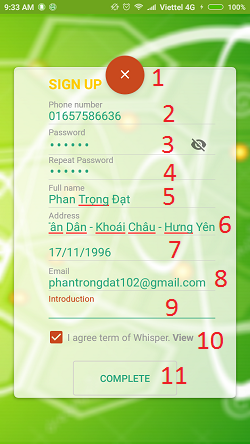 9:33 AM Viettel 4G 100%
SIGN UP 1
Phone number
01657586636 2
Password
•••••• 3
Repeat Password
•••••• 4
Full name
Phan Trọng Đạt 5
Address
Dân - Khoái Châu - Hưng Yên 6
17/11/1996 7
Email
phantrongdat102@gmail.com 8
Introduction
9
I agree term of Whisper. View 10
COMPLETE 11